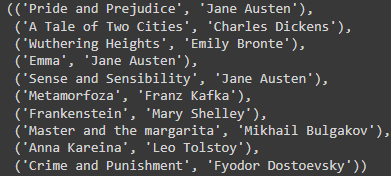 (('Pride and Prejudice', 'Jane Austen'),
('A Tale of Two Cities', 'Charles Dickens'),
('Wuthering Heights', 'Emily Bronte'),
('Emma', 'Jane Austen'),
('Sense and Sensibility', 'Jane Austen'),
('Metamorfoza', 'Franz Kafka'),
('Frankenstein', 'Mary Shelley'),
('Master and the margarita', 'Mikhail Bulgakov'),
('Anna Kareina', 'Leo Tolstoy'),
('Crime and Punishment', 'Fyodor Dostoevsky'))